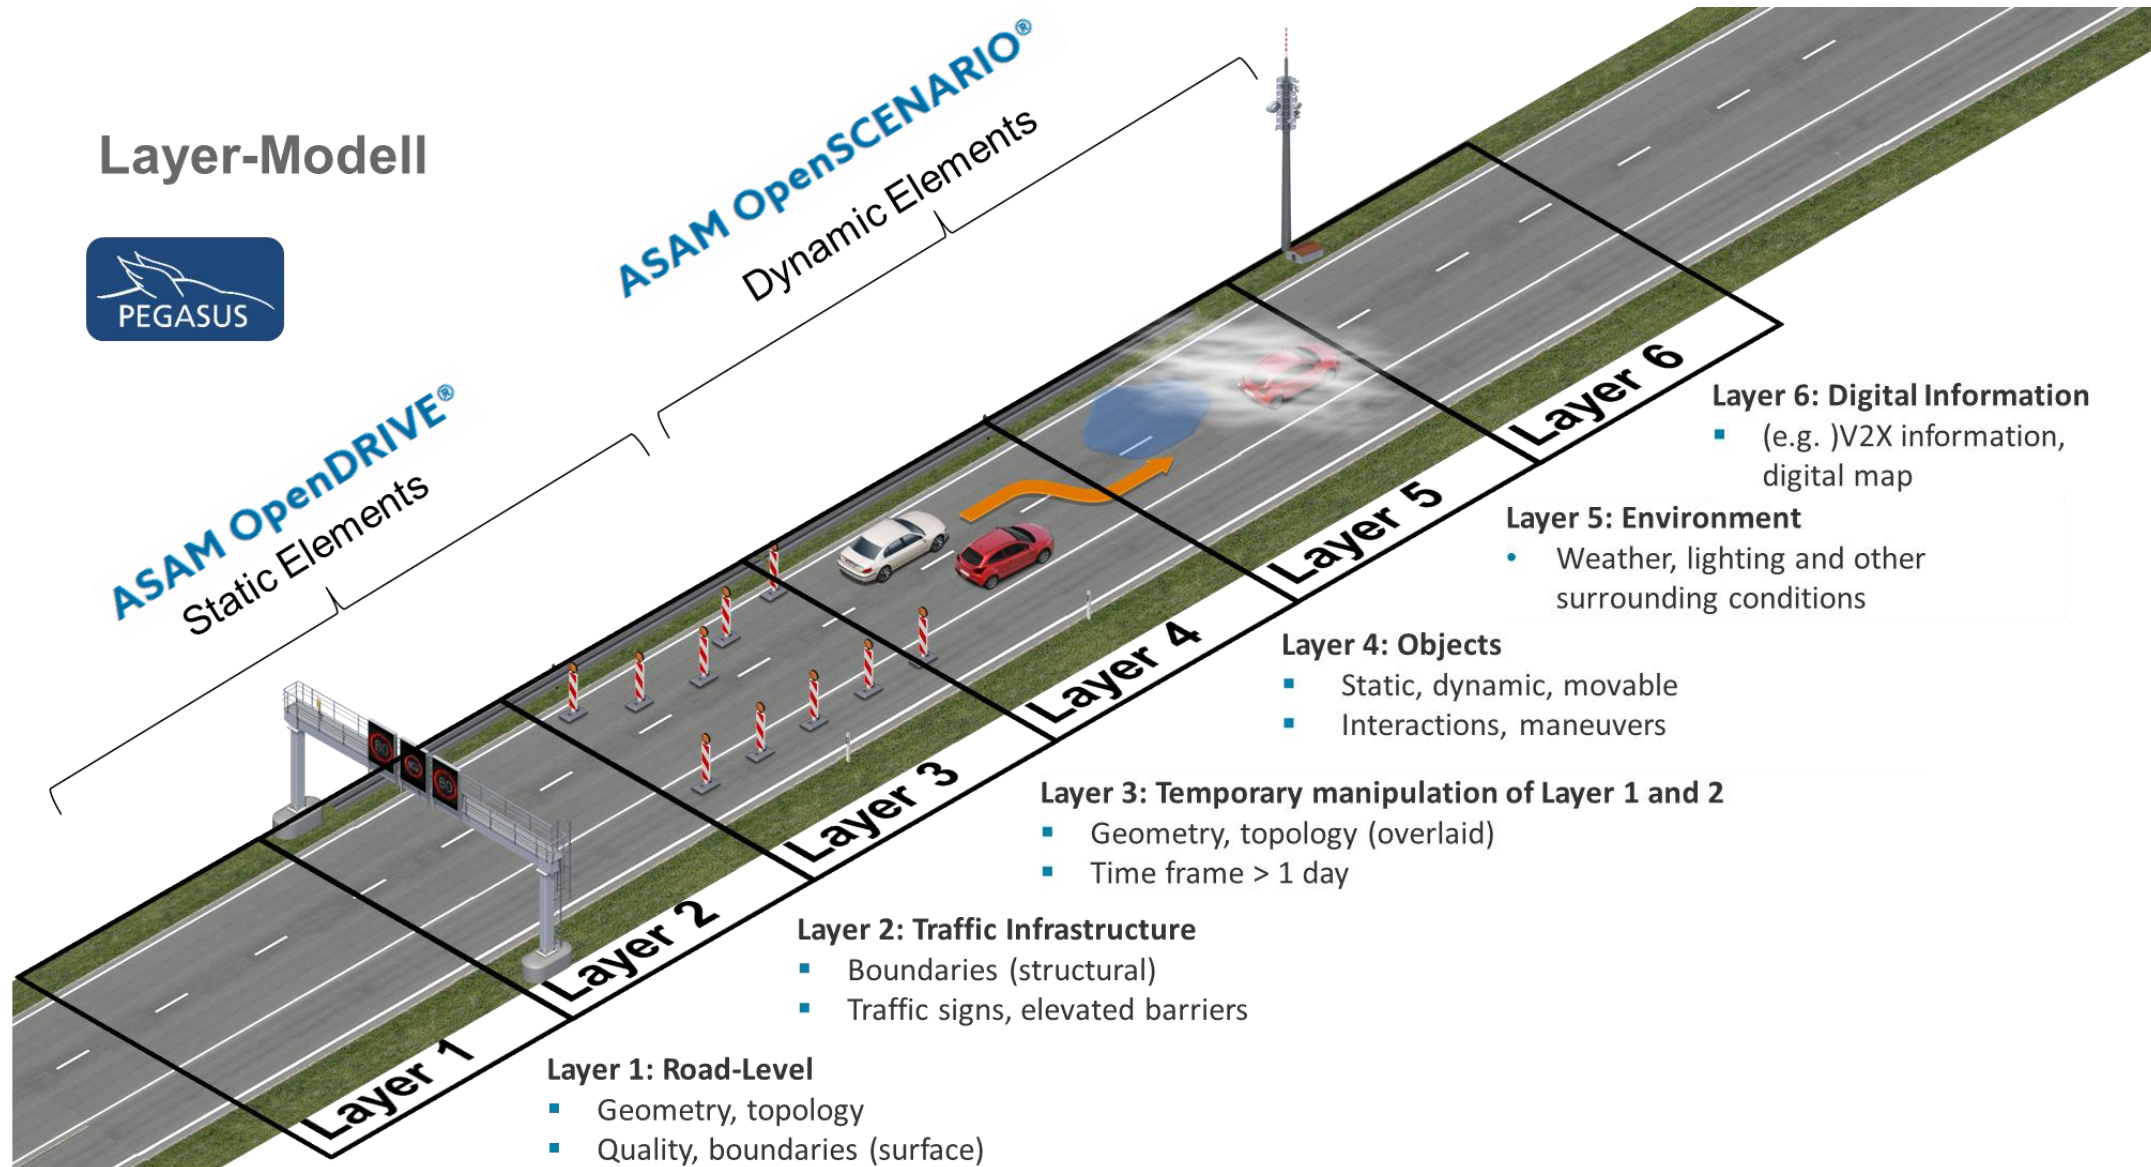 Layer-Modell
PEGASUS
ASAM OpenDRIVE®
Static Elements
ASAM OpenSCENARIO®
Dynamic Elements
80
80
Layer 1
Layer 2
Layer 3
Layer 4
Layer 5
Layer 6
Layer 6: Digital Information
▪ (e.g. )V2X information,
digital map
Layer 5: Environment
• Weather, lighting and other
surrounding conditions
Layer 4: Objects
▪ Static, dynamic, movable
▪ Interactions, maneuvers
Layer 3: Temporary manipulation of Layer 1 and 2
▪ Geometry, topology (overlaid)
▪ Time frame > 1 day
Layer 2: Traffic Infrastructure
▪ Boundaries (structural)
▪ Traffic signs, elevated barriers
Layer 1: Road-Level
▪ Geometry, topology
▪ Quality, boundaries (surface)